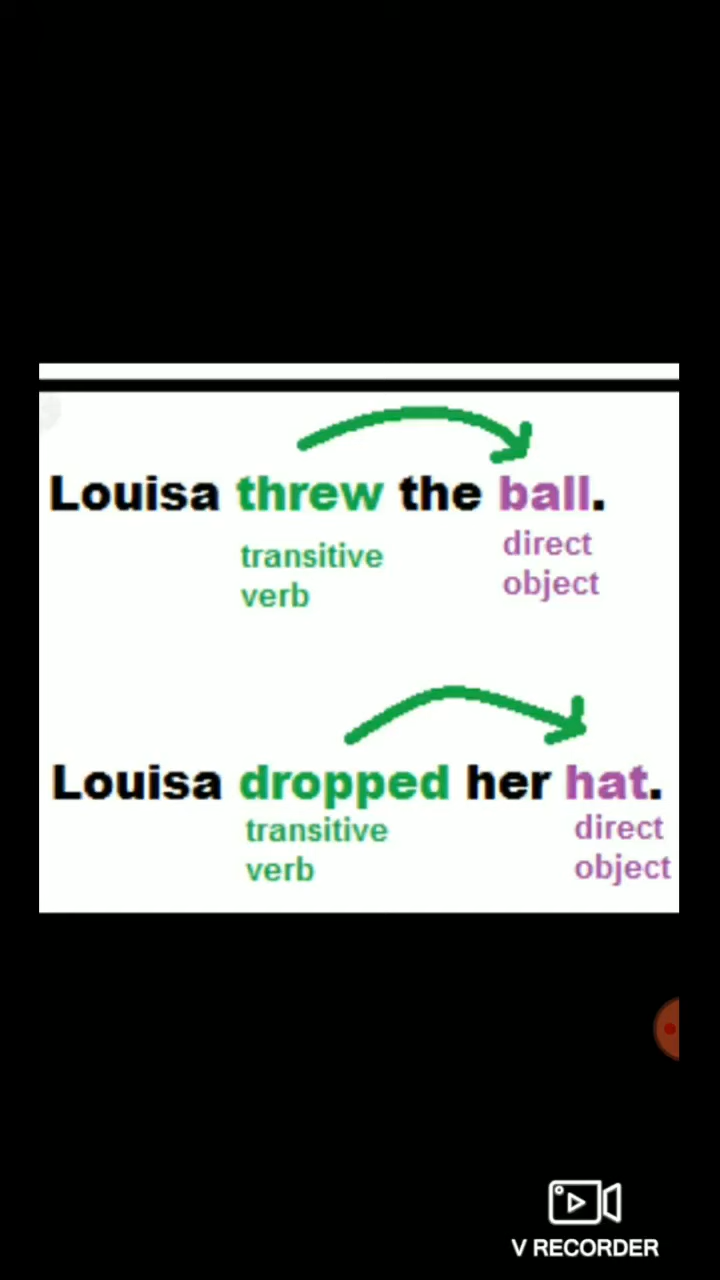 Louisa threw the ball.
transitive direct
verb object
Louisa dropped her hat.
transitive direct
verb object
V RECORDER